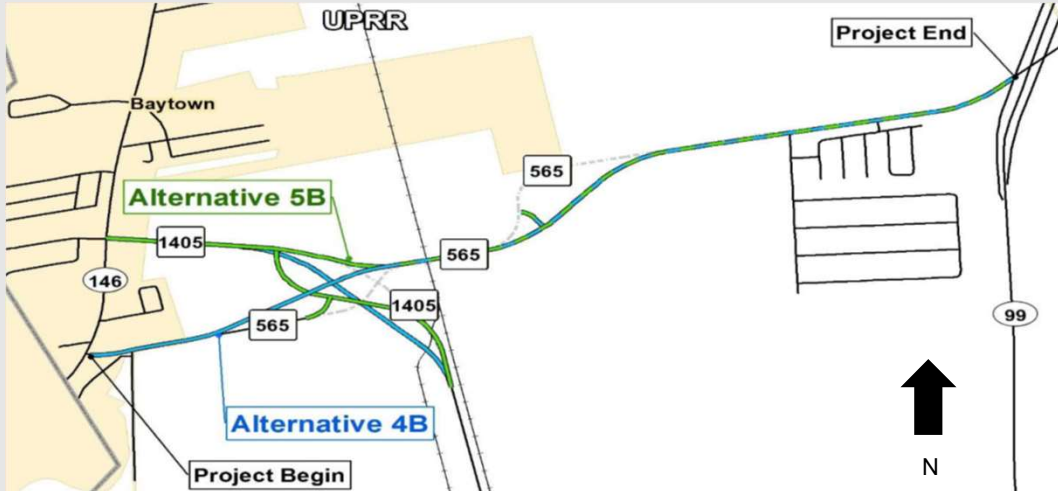 UPRR
Project End
Baytown
565
Alternative 5B
1405
565
146
1405
565
99
Alternative 4B
N
Project Begin